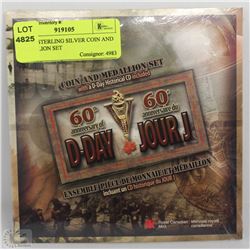 LOT
4825
Inventory #:
919105
TERLING SILVER COIN AND
ION SET
Consignor: 4983
COIN AND MEDALLION SET
with a D-Day Historical CD included
60th 60e
anniversary of anniversaire du
D-DAY JOUR J
ENSEMBLE PIÈCE DE MONNAIE ET MÉDAILLON
incluant un CD historique du JOUR J
Royal Canadian Monnaie royale
Mint canadienne